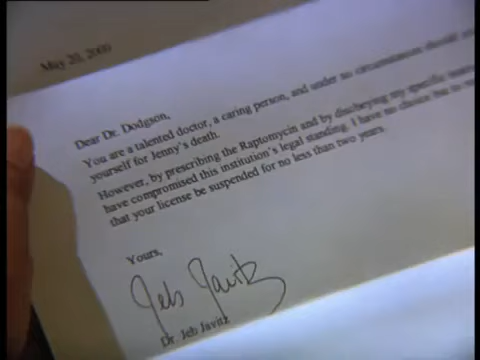 May 20, 2000
Dear Dr. Dodgson,
You are a talented doctor, a caring person, and under no circumstances should
yourself for Jenny's death.
However, by prescribing the Raptomycin and by disobeying my specific
have compromised this institution's legal standing. I have no choice but to
that your license be suspended for no less than two years.
Yours,
Jeb Javitz
Dr. Jeb Javitz